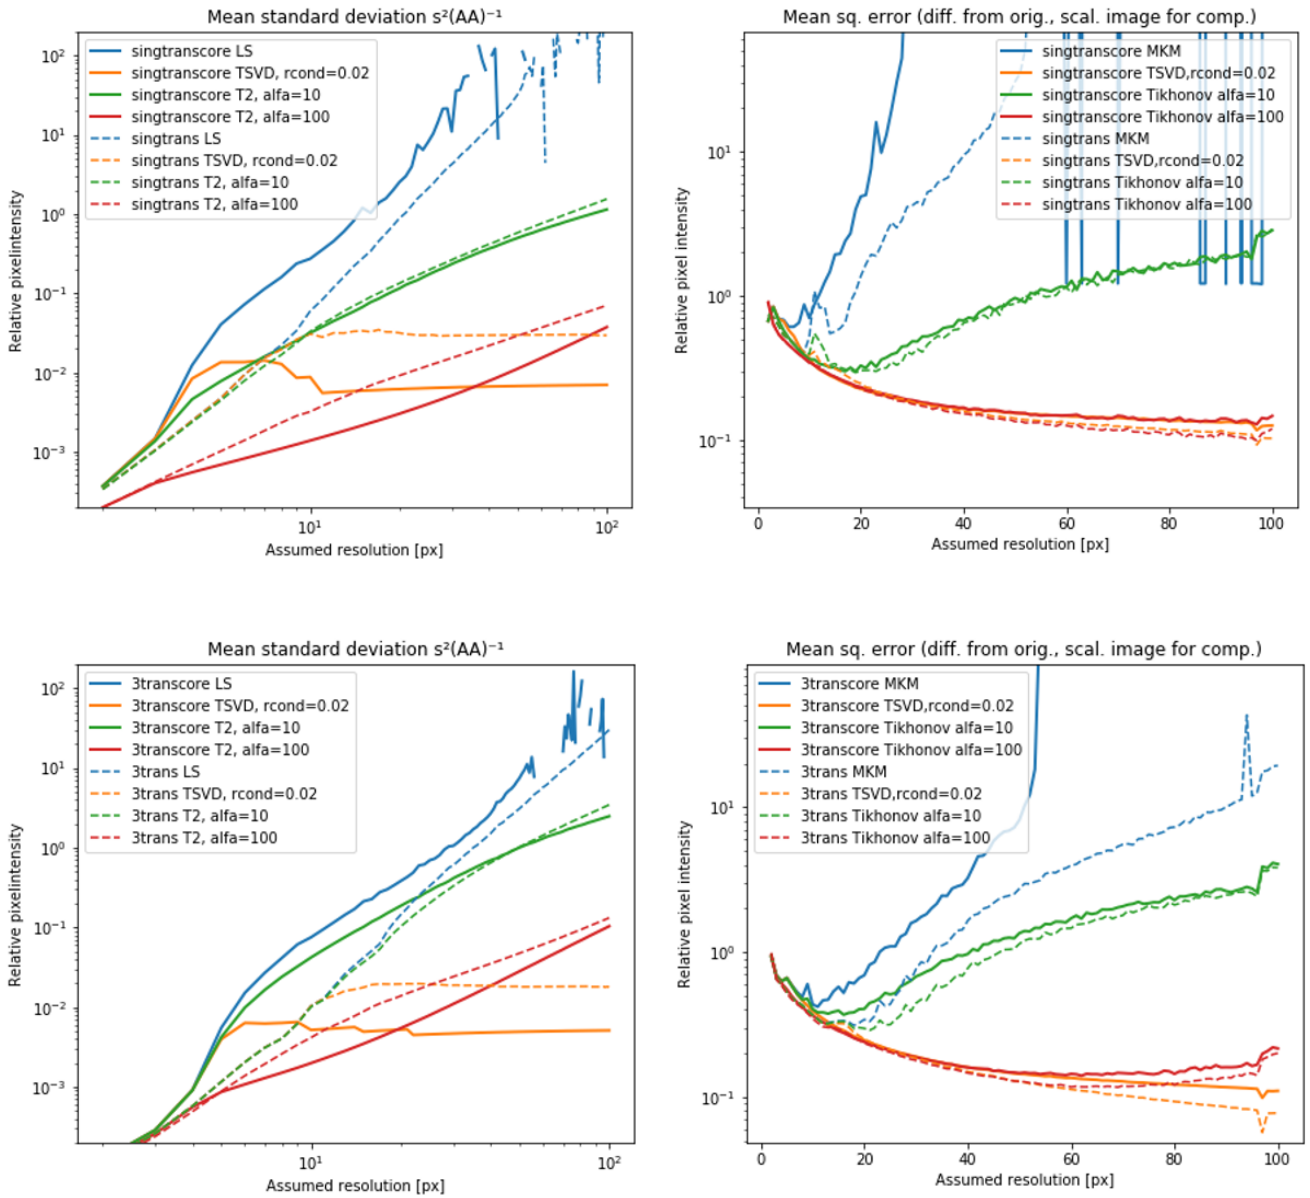 Mean standard deviation s²(AA)⁻¹
singtranscore LS
singtranscore TSVD, rcond=0.02
singtranscore T2, alfa=10
singtranscore T2, alfa=100
singtrans LS
singtrans TSVD, rcond=0.02
singtrans T2, alfa=10
singtrans T2, alfa=100
10²
10¹
10⁰
10⁻¹
10⁻²
10⁻³
Relative pixelintensity
10¹
10²
Assumed resolution [px]
Mean sq. error (diff. from orig., scal. image for comp.)
singtranscore MKM
singtranscore TSVD,rcond=0.02
singtranscore Tikhonov alfa=10
singtranscore Tikhonov alfa=100
singtrans MKM
singtrans TSVD,rcond=0.02
singtrans Tikhonov alfa=10
singtrans Tikhonov alfa=100
10¹
10⁰
10⁻¹
Relative pixel intensity
0 20 40 60 80 100
Assumed resolution [px]
Mean standard deviation s²(AA)⁻¹
3transcore LS
3transcore TSVD, rcond=0.02
3transcore T2, alfa=10
3transcore T2, alfa=100
3trans LS
3trans TSVD, rcond=0.02
3trans T2, alfa=10
3trans T2, alfa=100
10²
10¹
10⁰
10⁻¹
10⁻²
10⁻³
Relative pixelintensity
10¹
10²
Assumed resolution [px]
Mean sq. error (diff. from orig., scal. image for comp.)
3transcore MKM
3transcore TSVD,rcond=0.02
3transcore Tikhonov alfa=10
3transcore Tikhonov alfa=100
3trans MKM
3trans TSVD,rcond=0.02
3trans Tikhonov alfa=10
3trans Tikhonov alfa=100
10¹
10⁰
10⁻¹
Relative pixel intensity
0 20 40 60 80 100
Assumed resolution [px]